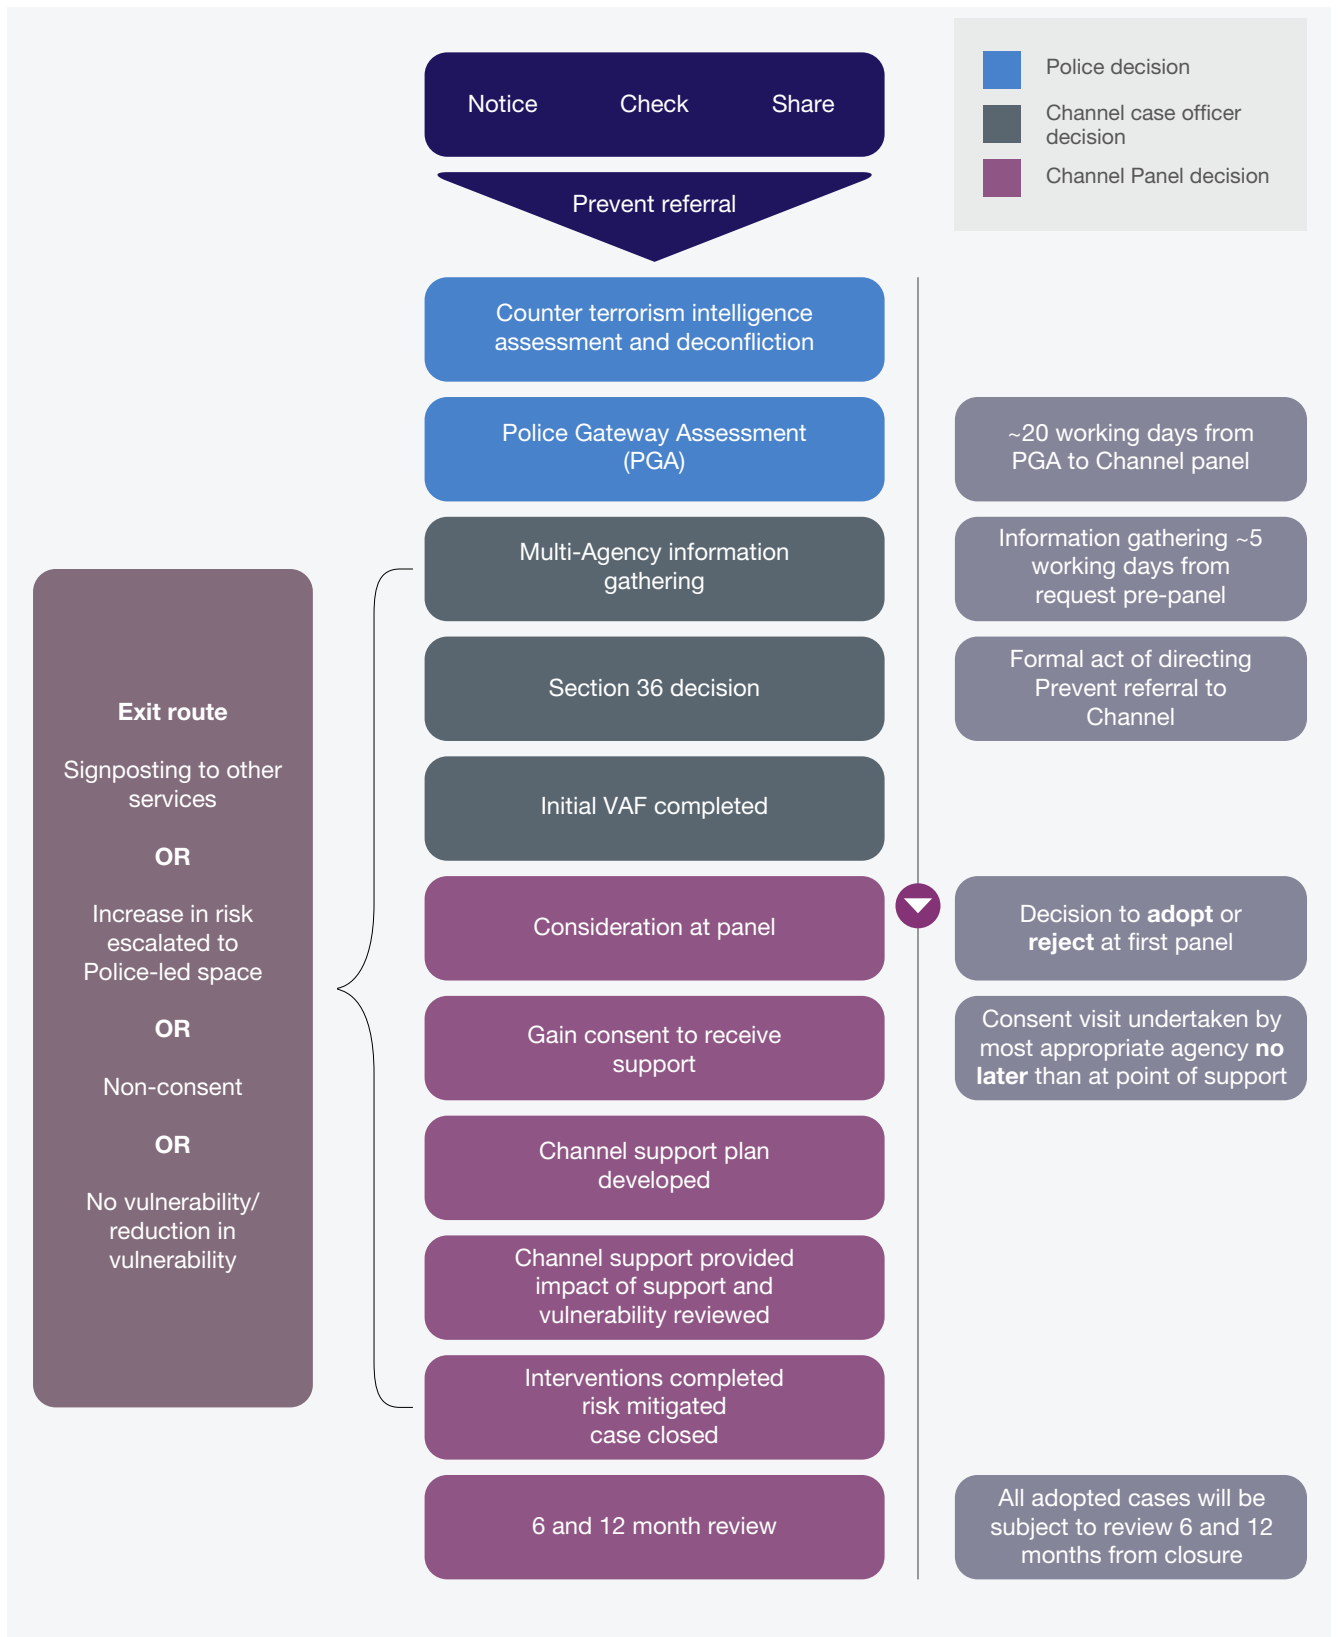 Notice Check Share
Prevent referral
Police decision
Channel case officer
decision
Channel Panel decision
Counter terrorism intelligence
assessment and deconfliction
Police Gateway Assessment
(PGA)
~20 working days from
PGA to Channel panel
Multi-Agency information
gathering
Information gathering ~5
working days from
request pre-panel
Section 36 decision
Formal act of directing
Prevent referral to
Channel
Initial VAF completed
Consideration at panel
Decision to adopt or
reject at first panel
Gain consent to receive
support
Consent visit undertaken by
most appropriate agency no
later than at point of support
Channel support plan
developed
Channel support provided
impact of support and
vulnerability reviewed
Interventions completed
risk mitigated
case closed
6 and 12 month review
All adopted cases will be
subject to review 6 and 12
months from closure
Exit route
Signposting to other
services
OR
Increase in risk
escalated to
Police-led space
OR
Non-consent
OR
No vulnerability/
reduction in
vulnerability